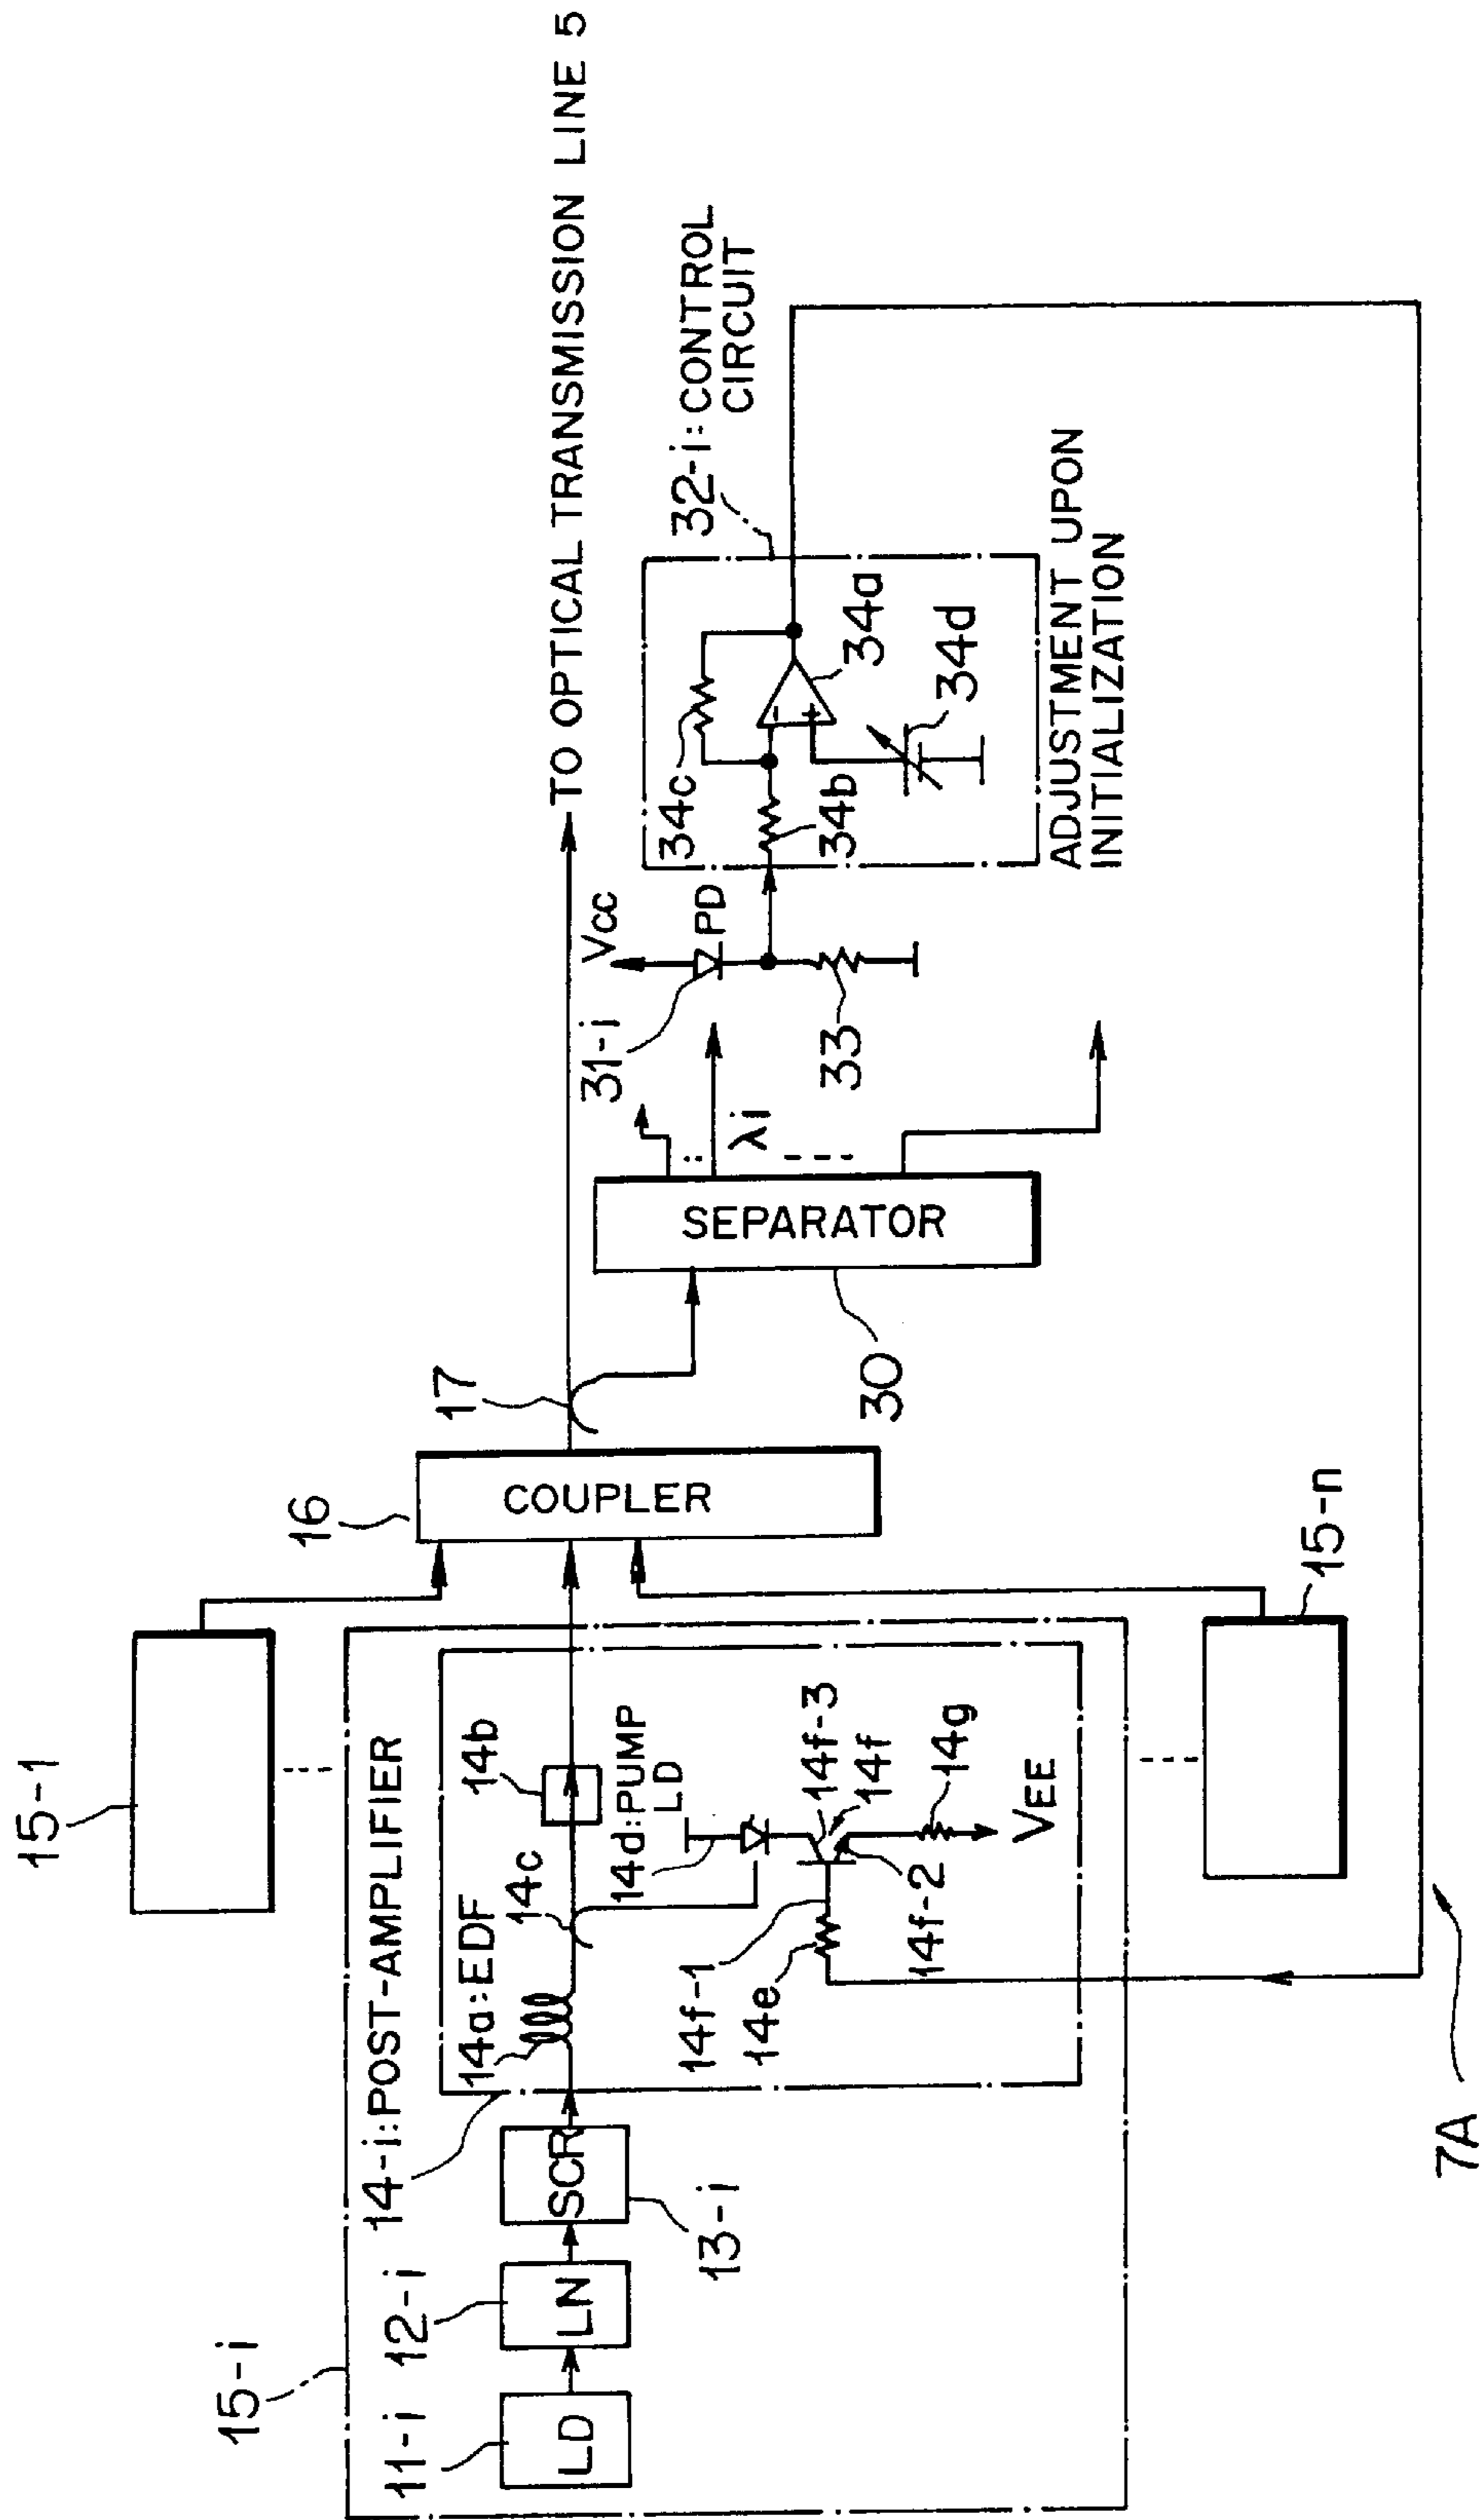 15-1
15-i
11-i
LD
12-i
LN
SCR
13-i
14-i:POST-AMPLIFIER
14a:EDF
14c
14b
14d:PUMP
LD
14f-1
14e
14f-3
14f
14f-2
14g
VEE
15-n
16
COUPLER
17
TO OPTICAL TRANSMISSION LINE 5
30
SEPARATOR
λi
31-i
Vcc
PD
33
32-i:CONTROL
CIRCUIT
34c
34b
-
+
34a
34d
ADJUSTMENT UPON
INITIALIZATION
7A